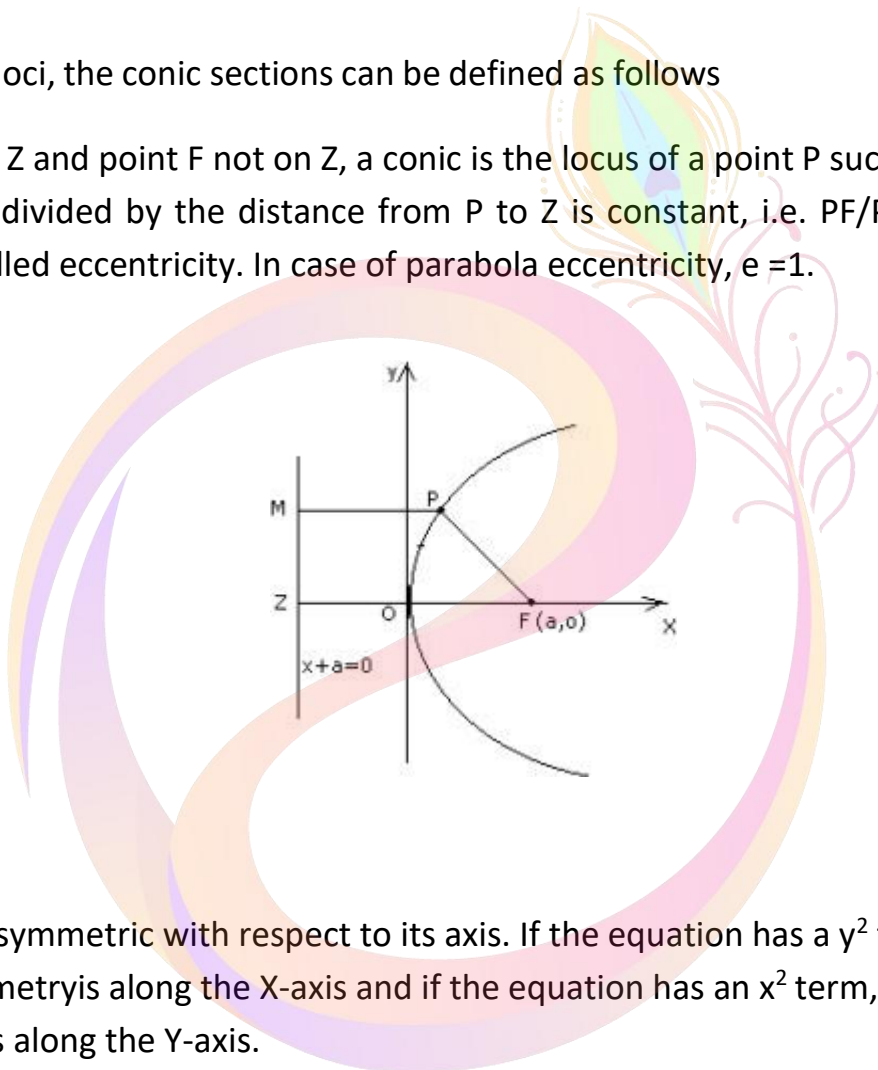 oci, the conic sections can be defined as follows
Z and point F not on Z, a conic is the locus of a point P suc
divided by the distance from P to Z is constant, i.e. PF/P
lled eccentricity. In case of parabola eccentricity, e =1.
y
M
P
Z
O
F (a,o)
X
x+a=0
symmetric with respect to its axis. If the equation has a y²
metryis along the X-axis and if the equation has an x² term,
s along the Y-axis.